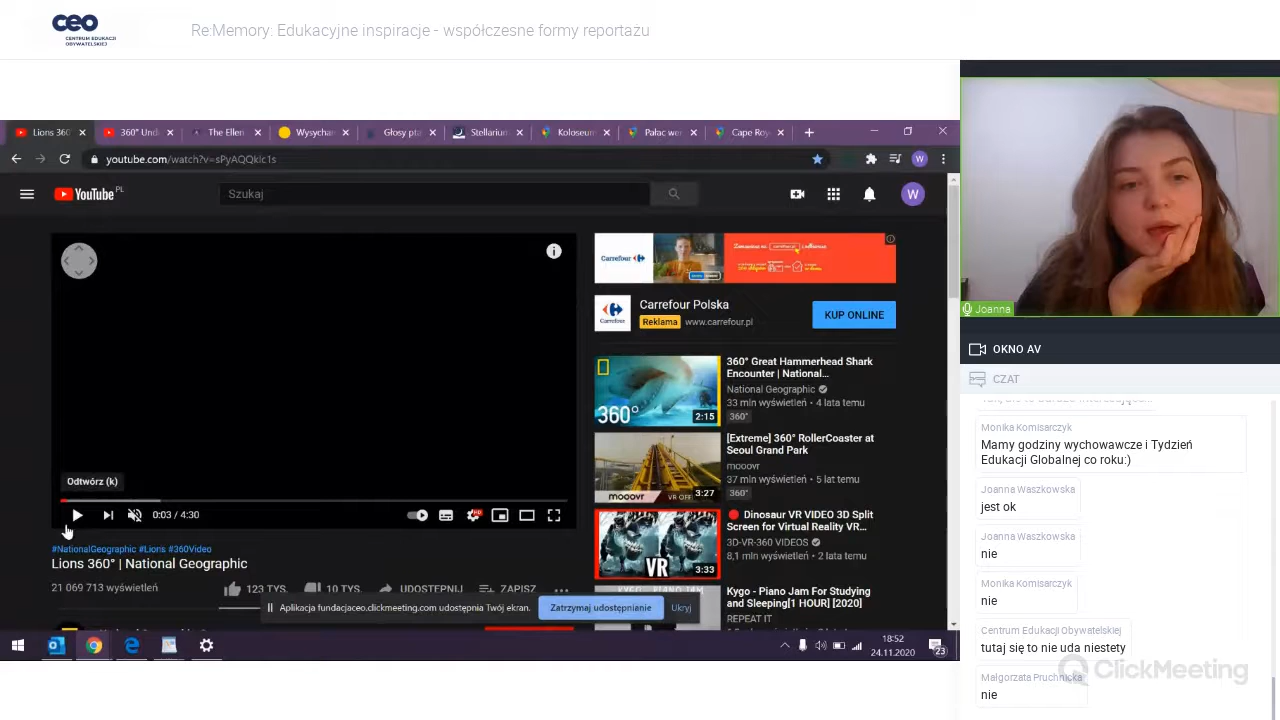 ceo
CENTRUM EDUKACJI
OBYWATELSKIEJ
Re:Memory: Edukacyjne inspiracje - współczesne formy reportażu
Lions 360
360° Und
The Ellen
Wysychan
Głosy pta
Stellarium
Koloseum
Pałac wer
Cape Roy
youtube.com/watch?v=sPyAQQklc1s
W
YouTube PL
Szukaj
W
Odtwórz (k)
0:03 / 4:30
#NationalGeographic #Lions #360Video
Lions 360° | National Geographic
21 069 713 wyświetleń
123 TYS.
10 TYS.
UDOSTĘPNIJ
ZAPISZ
Carrefour
Carrefour Polska
Reklama
www.carrefour.pl
KUP ONLINE
360°
2:15
360° Great Hammerhead Shark
Encounter | National...
National Geographic
33 mln wyświetleń • 4 lata temu
360°
mooovr
VR
3:27
[Extreme] 360° RollerCoaster at
Seoul Grand Park
mooovr
37 mln wyświetleń • 5 lat temu
360°
VR
3:33
Dinosaur VR VIDEO 3D Split
Screen for Virtual Reality VR...
3D-VR-360 VIDEOS
8,1 mln wyświetleń • 2 lata temu
Kygo - Piano Jam For Studying
and Sleeping[1 HOUR] [2020]
REPEAT IT
Aplikacja fundacjaceo.clickmeeting.com udostępnia Twój ekran.
Zatrzymaj udostępnianie
Ukryj
18:52
24.11.2020
23
Joanna
OKNO AV
CZAT
Monika Komisarczyk
Mamy godziny wychowawcze i Tydzień
Edukacji Globalnej co roku:)
Joanna Waszkowska
jest ok
Joanna Waszkowska
nie
Monika Komisarczyk
nie
Centrum Edukacji Obywatelskiej
tutaj się to nie uda niestety
Małgorzata Pruchnicka
nie
ClickMeeting